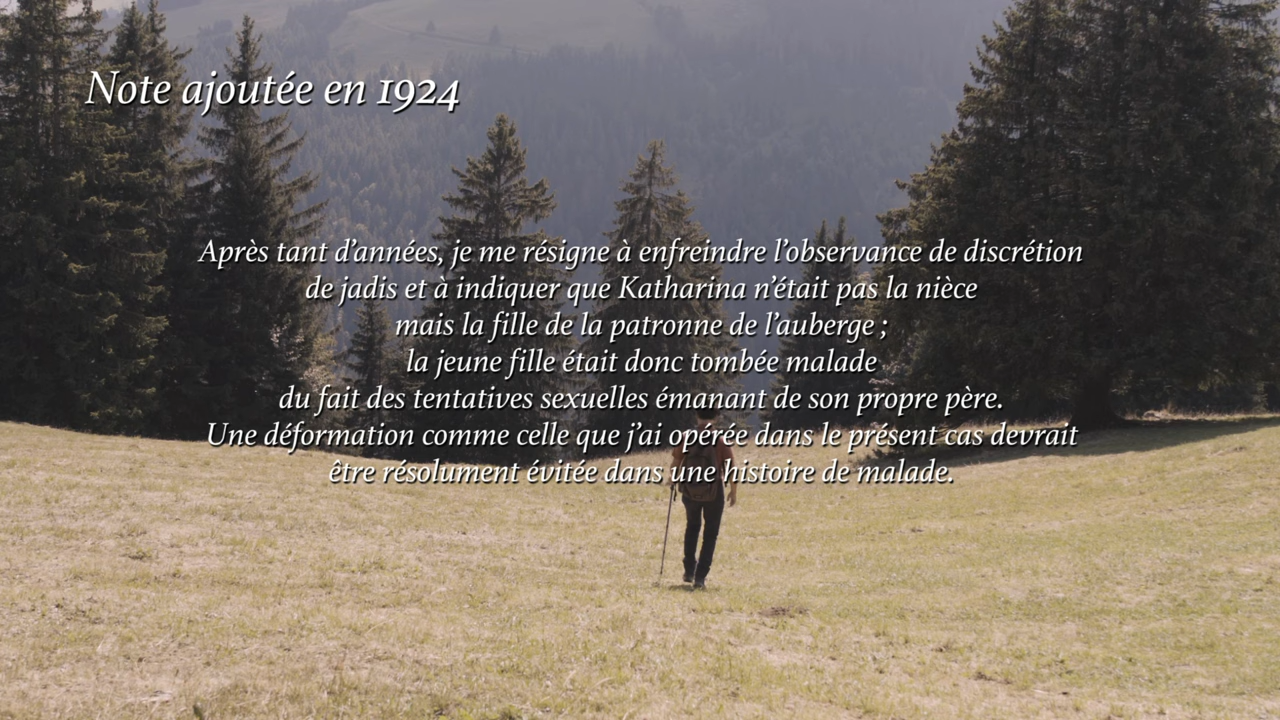 Note ajoutée en 1924
Après tant d’années, je me résigne à enfreindre l’observance de discrétion
de jadis et à indiquer que Katharina n’était pas la nièce
mais la fille de la patronne de l’auberge ;
la jeune fille était donc tombée malade
du fait des tentatives sexuelles émanant de son propre père.
Une déformation comme celle que j’ai opérée dans le présent cas devrait
être résolument évitée dans une histoire de malade.